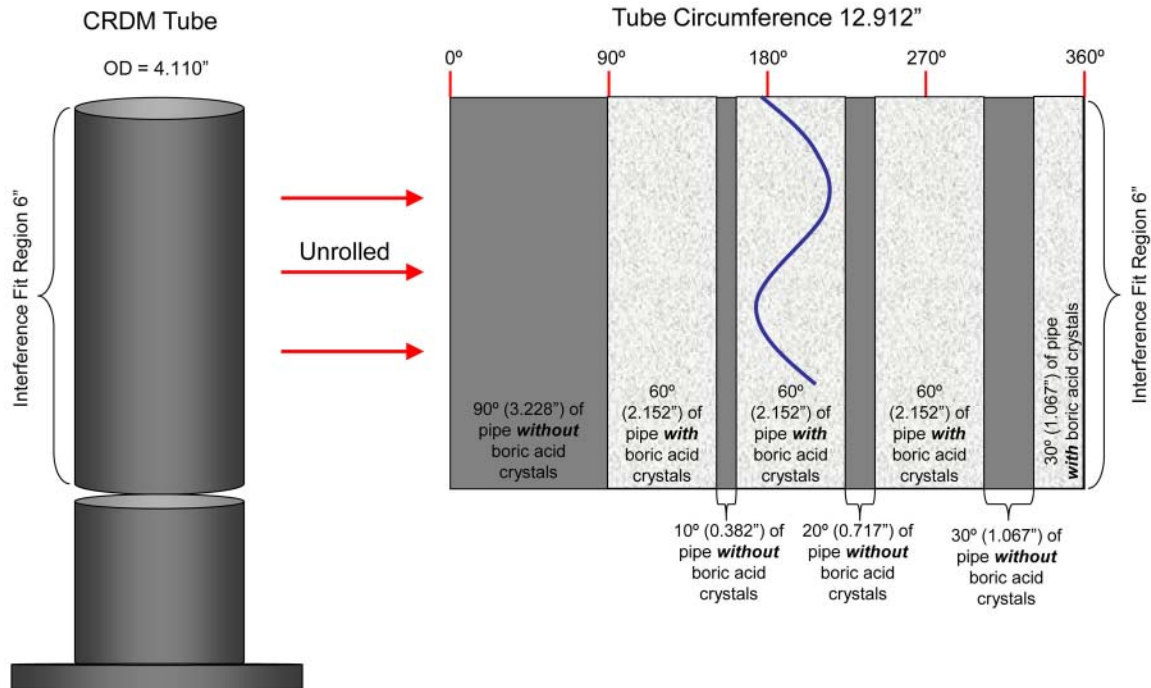 CRDM Tube
OD = 4.110”
Interference Fit Region 6”
Unrolled
Tube Circumference 12.912”
0º
90º
180º
270º
360º
90º (3.228”) of
pipe without
boric acid
crystals
60º
(2.152”) of
pipe with
boric acid
crystals
60º
(2.152”) of
pipe with
boric acid
crystals
60º
(2.152”) of
pipe with
boric acid
crystals
30º (1.067”) of pipe
with boric acid crystals
Interference Fit Region 6”
10º (0.382”) of
pipe without
boric acid
crystals
20º (0.717”) of
pipe without
boric acid
crystals
30º (1.067”) of
pipe without
boric acid
crystals